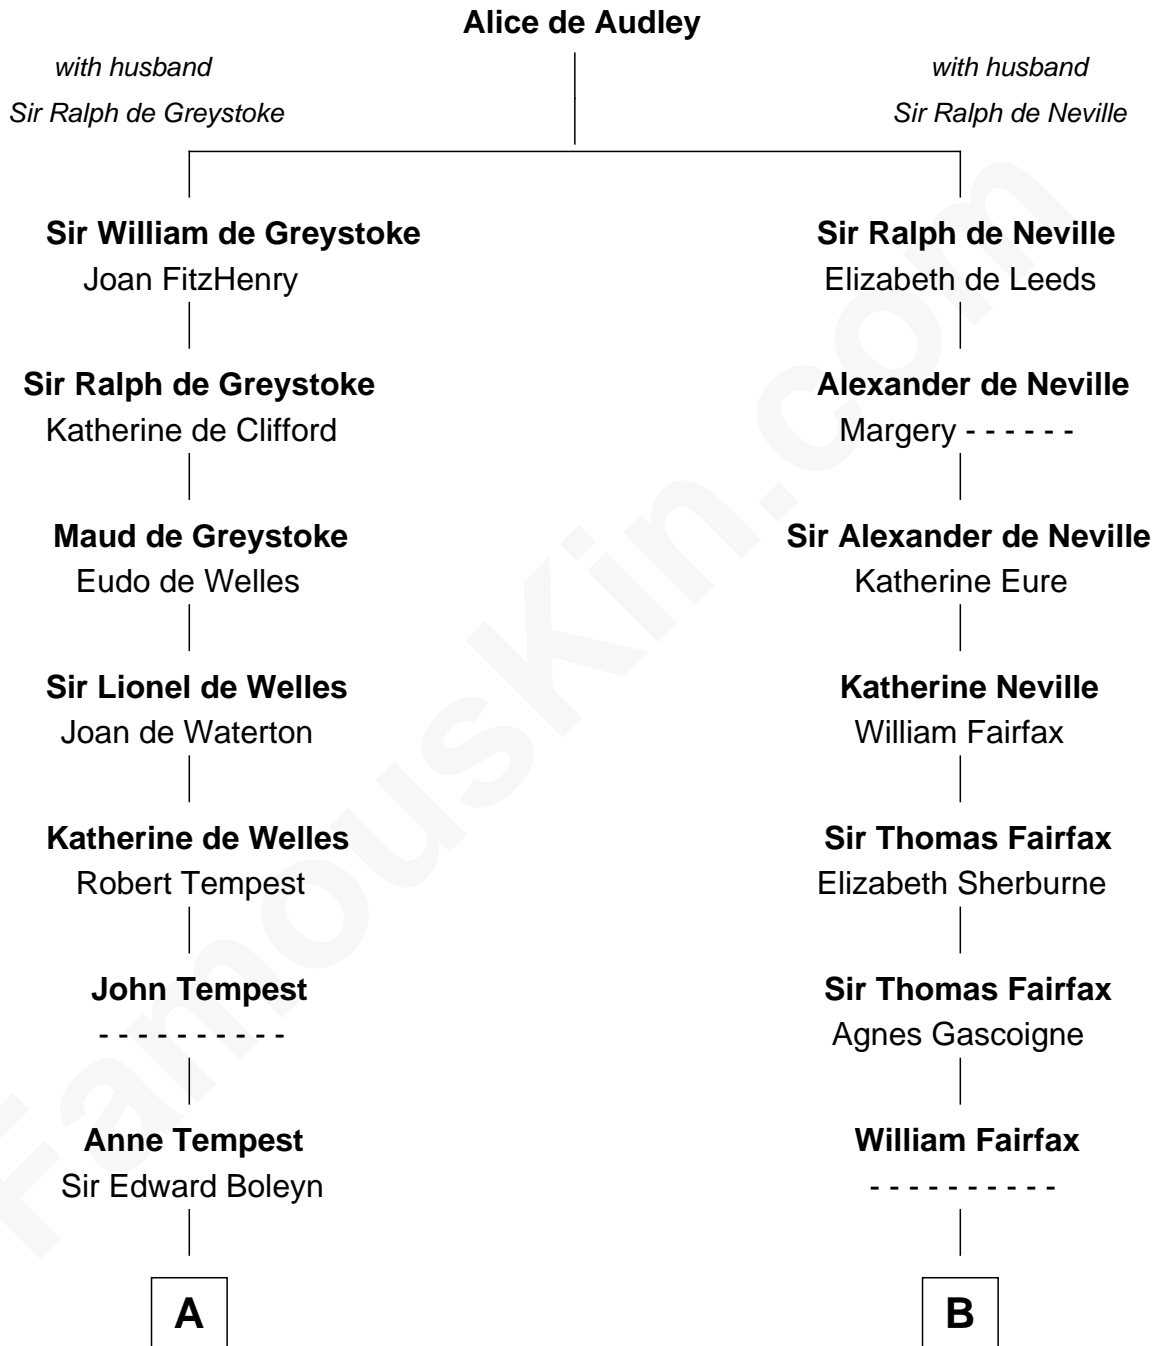 Alice de Audley
with husband
Sir Ralph de Greystoke
with husband
Sir Ralph de Neville
Sir William de Greystoke
Joan FitzHenry
Sir Ralph de Neville
Elizabeth de Leeds
Sir Ralph de Greystoke
Katherine de Clifford
Alexander de Neville
Margery - - - - - -
Maud de Greystoke
Eudo de Welles
Sir Alexander de Neville
Katherine Eure
Sir Lionel de Welles
Joan de Waterton
Katherine Neville
William Fairfax
Katherine de Welles
Robert Tempest
Sir Thomas Fairfax
Elizabeth Sherburne
John Tempest
- - - - - - - - - -
Sir Thomas Fairfax
Agnes Gascoigne
Anne Tempest
Sir Edward Boleyn
William Fairfax
- - - - - - - - - -
A
B
FamousKin.com